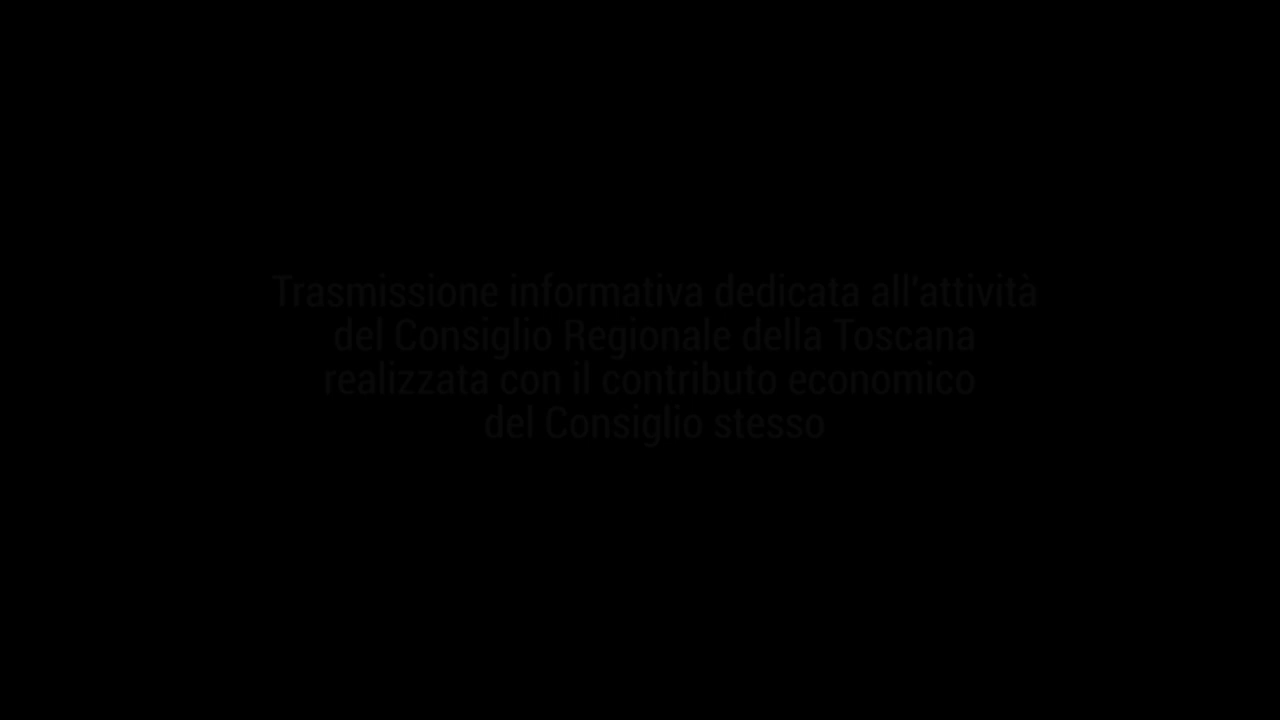 Trasmissione informativa dedicata all'attività
del Consiglio Regionale della Toscana
realizzata con il contributo economico
del Consiglio stesso